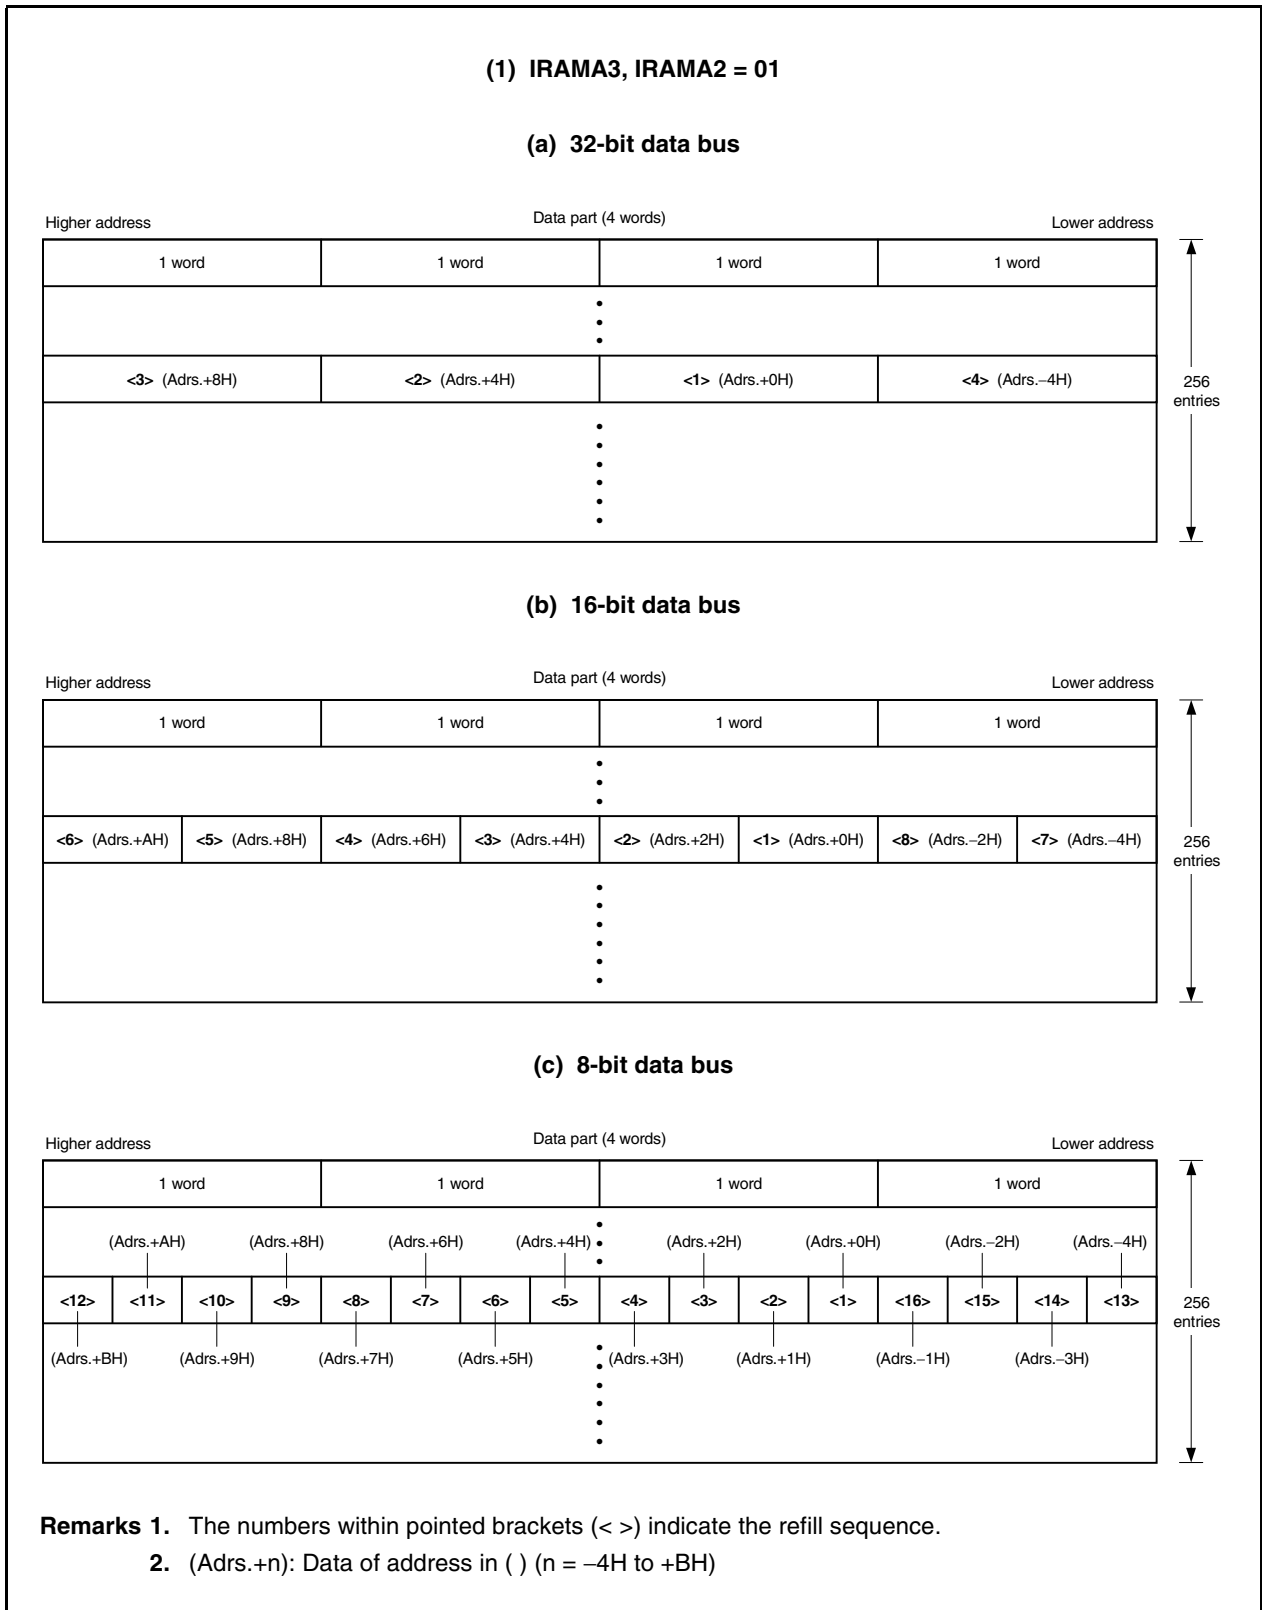 (1) IRAMA3, IRAMA2 = 01
(a) 32-bit data bus
Higher address Data part (4 words) Lower address
1 word 1 word 1 word 1 word
<3> (Adrs.+8H) <2> (Adrs.+4H) <1> (Adrs.+0H) <4> (Adrs.−4H)
256
entries
(b) 16-bit data bus
Higher address Data part (4 words) Lower address
1 word 1 word 1 word 1 word
<6> (Adrs.+AH) <5> (Adrs.+8H) <4> (Adrs.+6H) <3> (Adrs.+4H) <2> (Adrs.+2H) <1> (Adrs.+0H) <8> (Adrs.−2H) <7> (Adrs.−4H)
256
entries
(c) 8-bit data bus
Higher address Data part (4 words) Lower address
1 word 1 word 1 word 1 word
(Adrs.+AH) (Adrs.+8H) (Adrs.+6H) (Adrs.+4H) (Adrs.+2H) (Adrs.+0H) (Adrs.−2H) (Adrs.−4H)
<12> <11> <10> <9> <8> <7> <6> <5> <4> <3> <2> <1> <16> <15> <14> <13>
256
entries
(Adrs.+BH) (Adrs.+9H) (Adrs.+7H) (Adrs.+5H) (Adrs.+3H) (Adrs.+1H) (Adrs.−1H) (Adrs.−3H)
Remarks 1. The numbers within pointed brackets (< >) indicate the refill sequence.
2. (Adrs.+n): Data of address in ( ) (n = −4H to +BH)